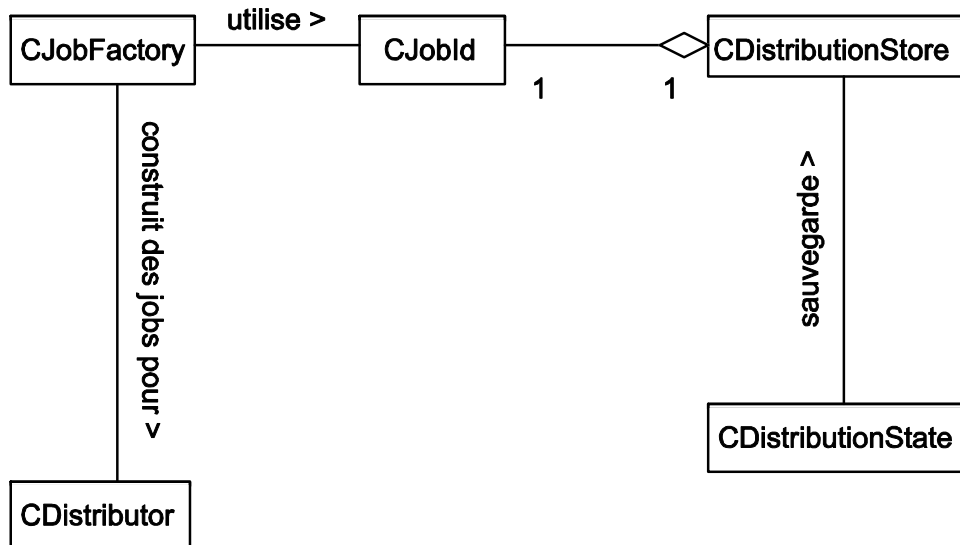 utilise >
CJobFactory
CJobId
CDistributionStore
1
1
construit des jobs pour >
sauvegarde >
CDistributionState
CDistributor